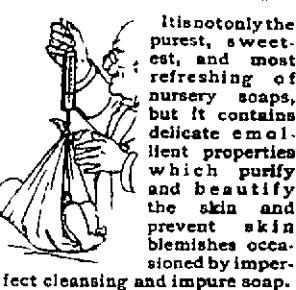 It is not only the
purest, sweet-
est, and most
refreshing of
nursery soaps,
but it contains
delicate emol-
lient properties
which purify
and beautify
the skin and
prevent skin
blemishes occa-
sioned by imper-
fect cleansing and impure soap.